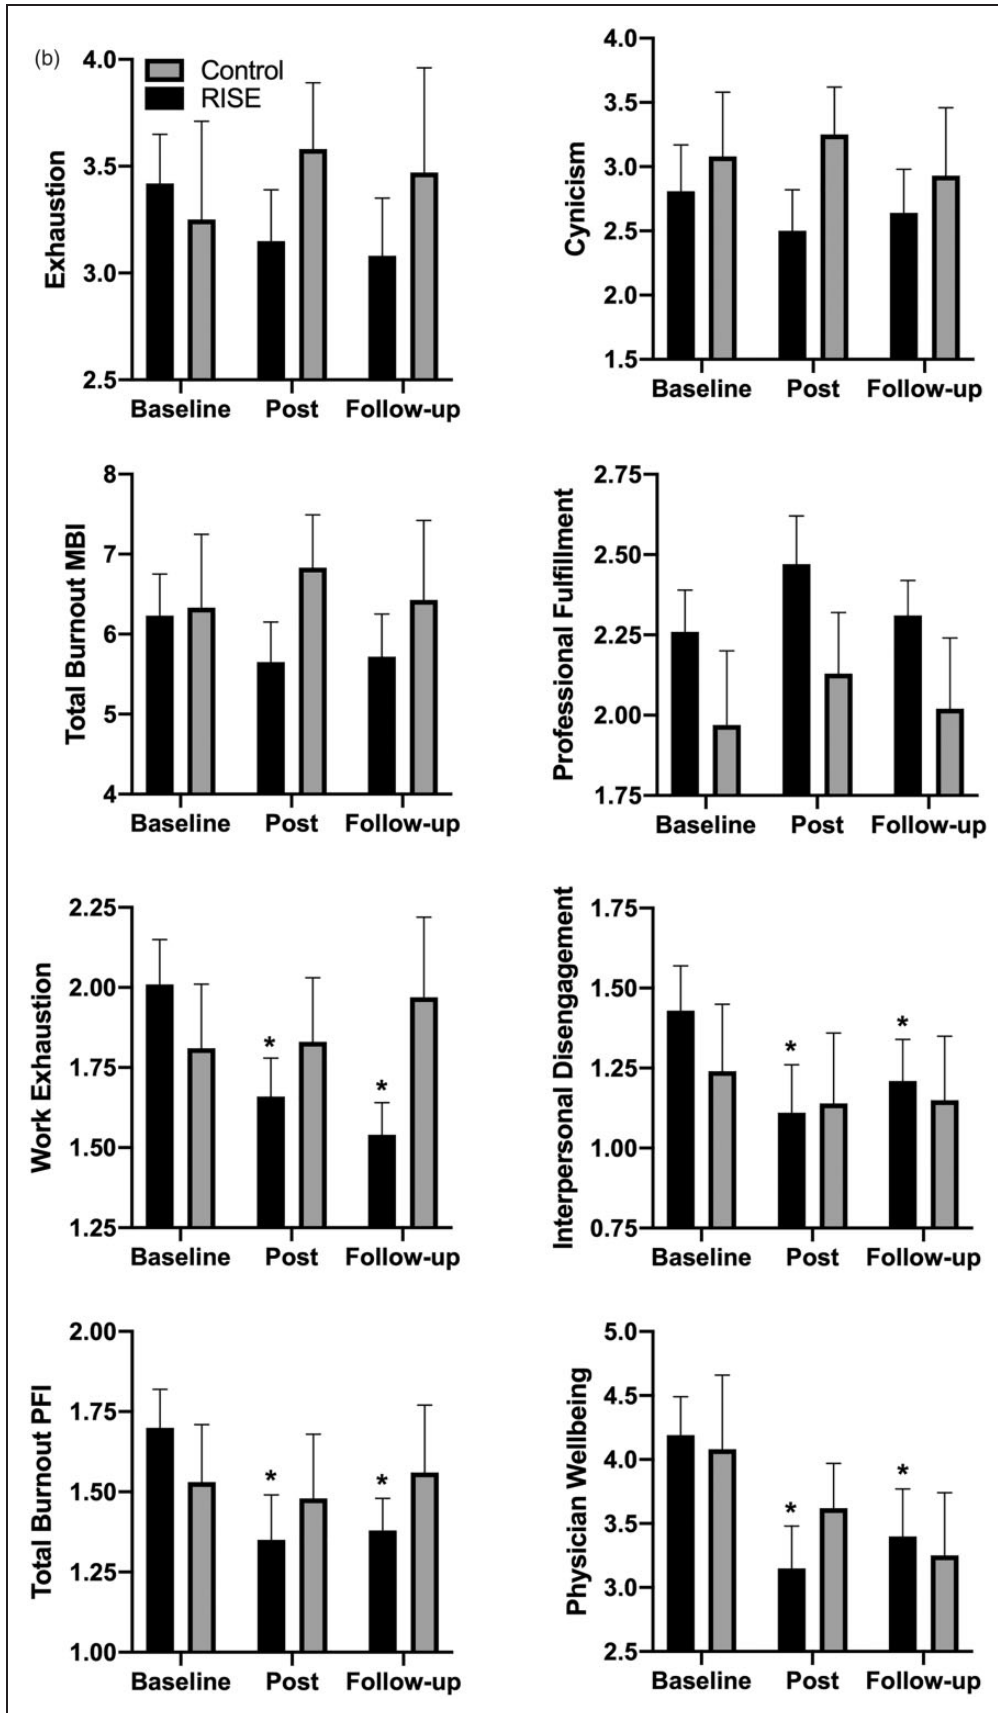 (b)
Control
RISE
Exhaustion
4.0
3.5
3.0
2.5
Baseline Post Follow-up
Cynicism
4.0
3.5
3.0
2.5
2.0
1.5
Baseline Post Follow-up
Total Burnout MBI
8
7
6
5
4
Baseline Post Follow-up
Professional Fulfillment
2.75
2.50
2.25
2.00
1.75
Baseline Post Follow-up
Work Exhaustion
2.25
2.00
1.75
1.50
1.25
* *
Baseline Post Follow-up
Interpersonal Disengagement
1.75
1.50
1.25
1.00
0.75
* *
Baseline Post Follow-up
Total Burnout PFI
2.00
1.75
1.50
1.25
1.00
* *
Baseline Post Follow-up
Physician Wellbeing
5.0
4.5
4.0
3.5
3.0
2.5
* *
Baseline Post Follow-up